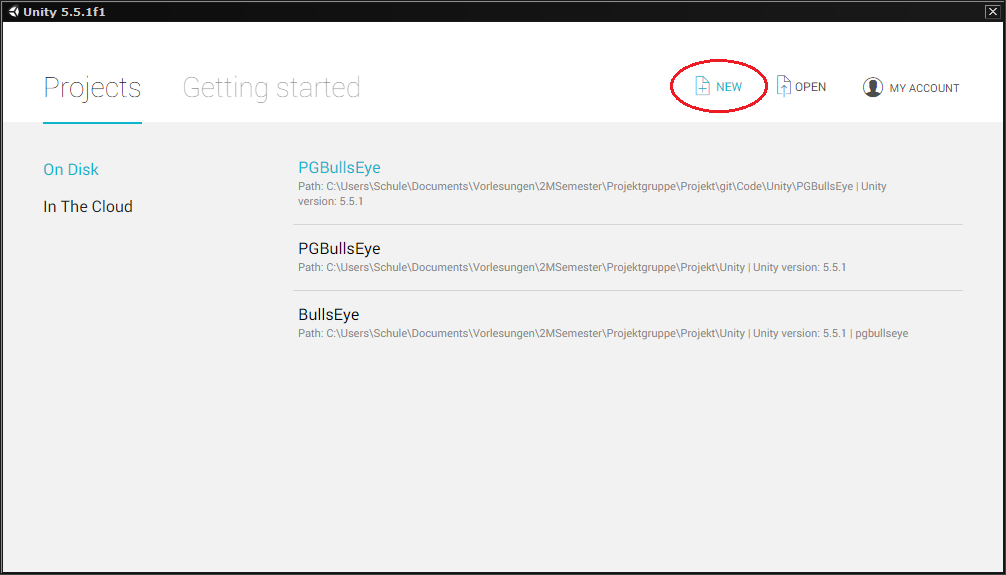 Unity 5.5.1f1
Projects
Getting started
NEW
OPEN
MY ACCOUNT
On Disk
In The Cloud
PGBullsEye
Path: C:\Users\Schule\Documents\Vorlesungen\2MSemester\Projektgruppe\Projekt\git\Code\Unity\PGBullsEye | Unity
version: 5.5.1
PGBullsEye
Path: C:\Users\Schule\Documents\Vorlesungen\2MSemester\Projektgruppe\Projekt\Unity | Unity version: 5.5.1
BullsEye
Path: C:\Users\Schule\Documents\Vorlesungen\2MSemester\Projektgruppe\Projekt\Unity | Unity version: 5.5.1 | pgbullseye